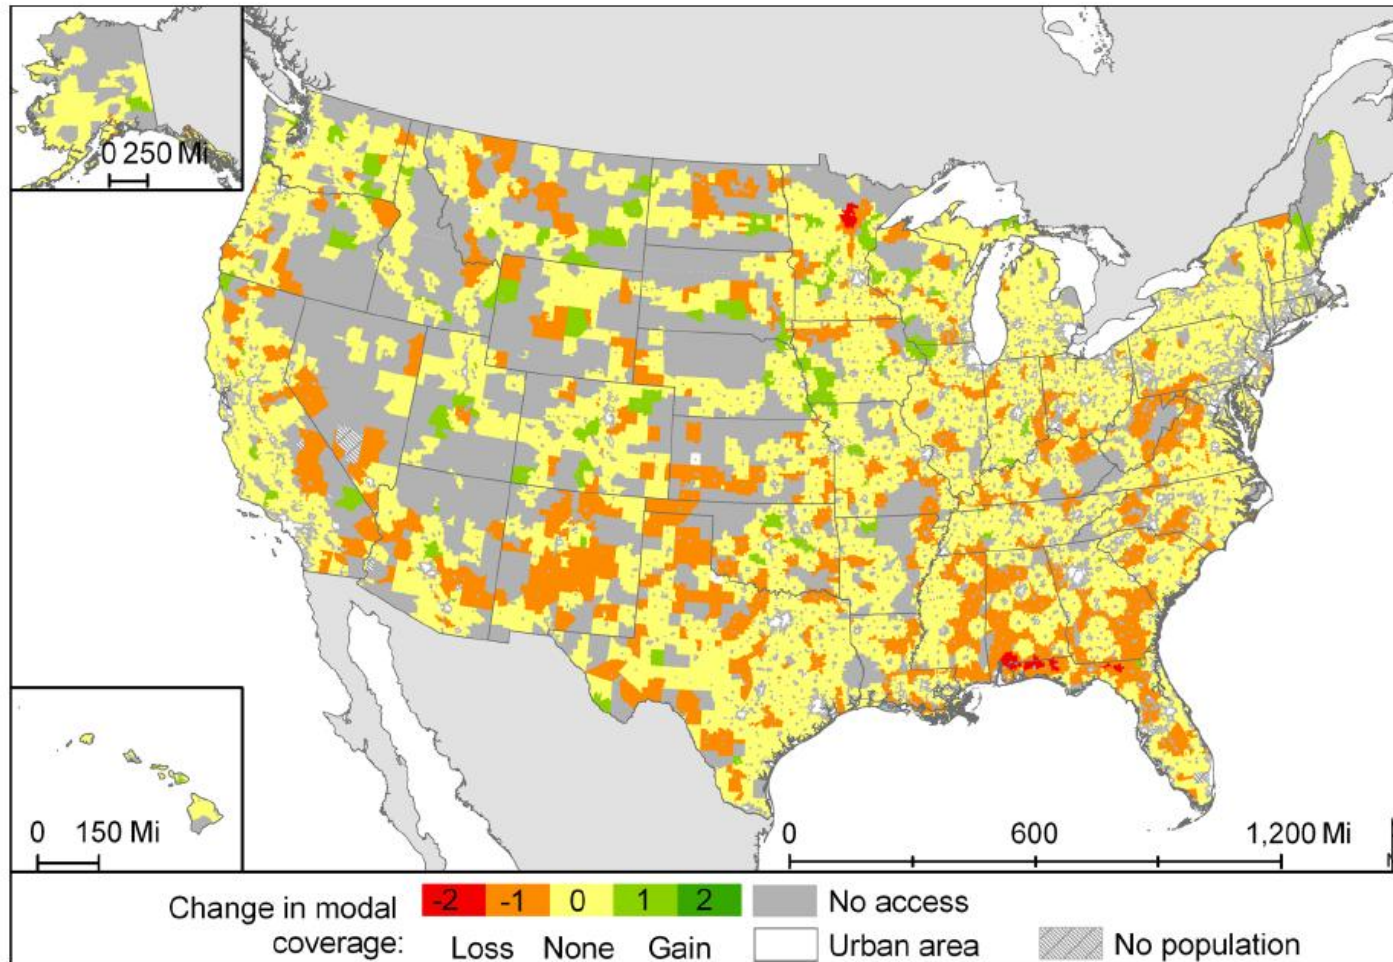 0 250 Mi
0 150 Mi
0 600 1,200 Mi
Change in modal coverage:
-2 -1 0 1 2
Loss None Gain
No access
Urban area
No population